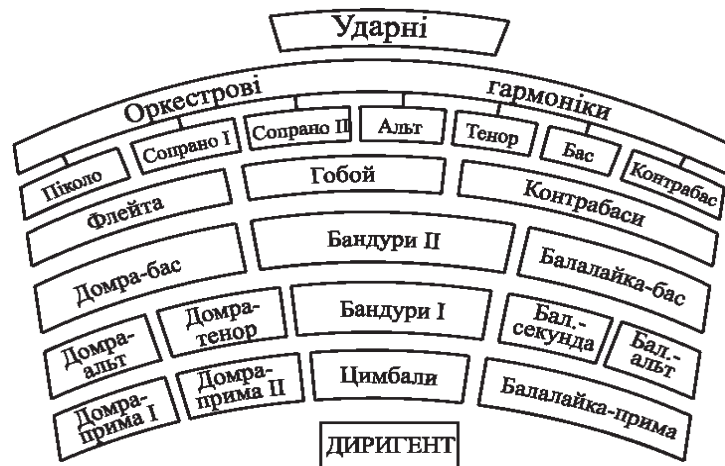 Ударні
Оркестрові гармоніки
Піколо
Сопрано I
Сопрано II
Альт
Тенор
Бас
Контрабас
Флейта
Гобой
Контрабаси
Домра-бас
Бандури II
Балалайка-бас
Домра-
альт
Домра-
тенор
Бандури I
Бал.-
секунда
Бал.-
альт
Домра-
прима I
Домра-
прима II
Цимбали
Балалайка-прима
ДИРИГЕНТ